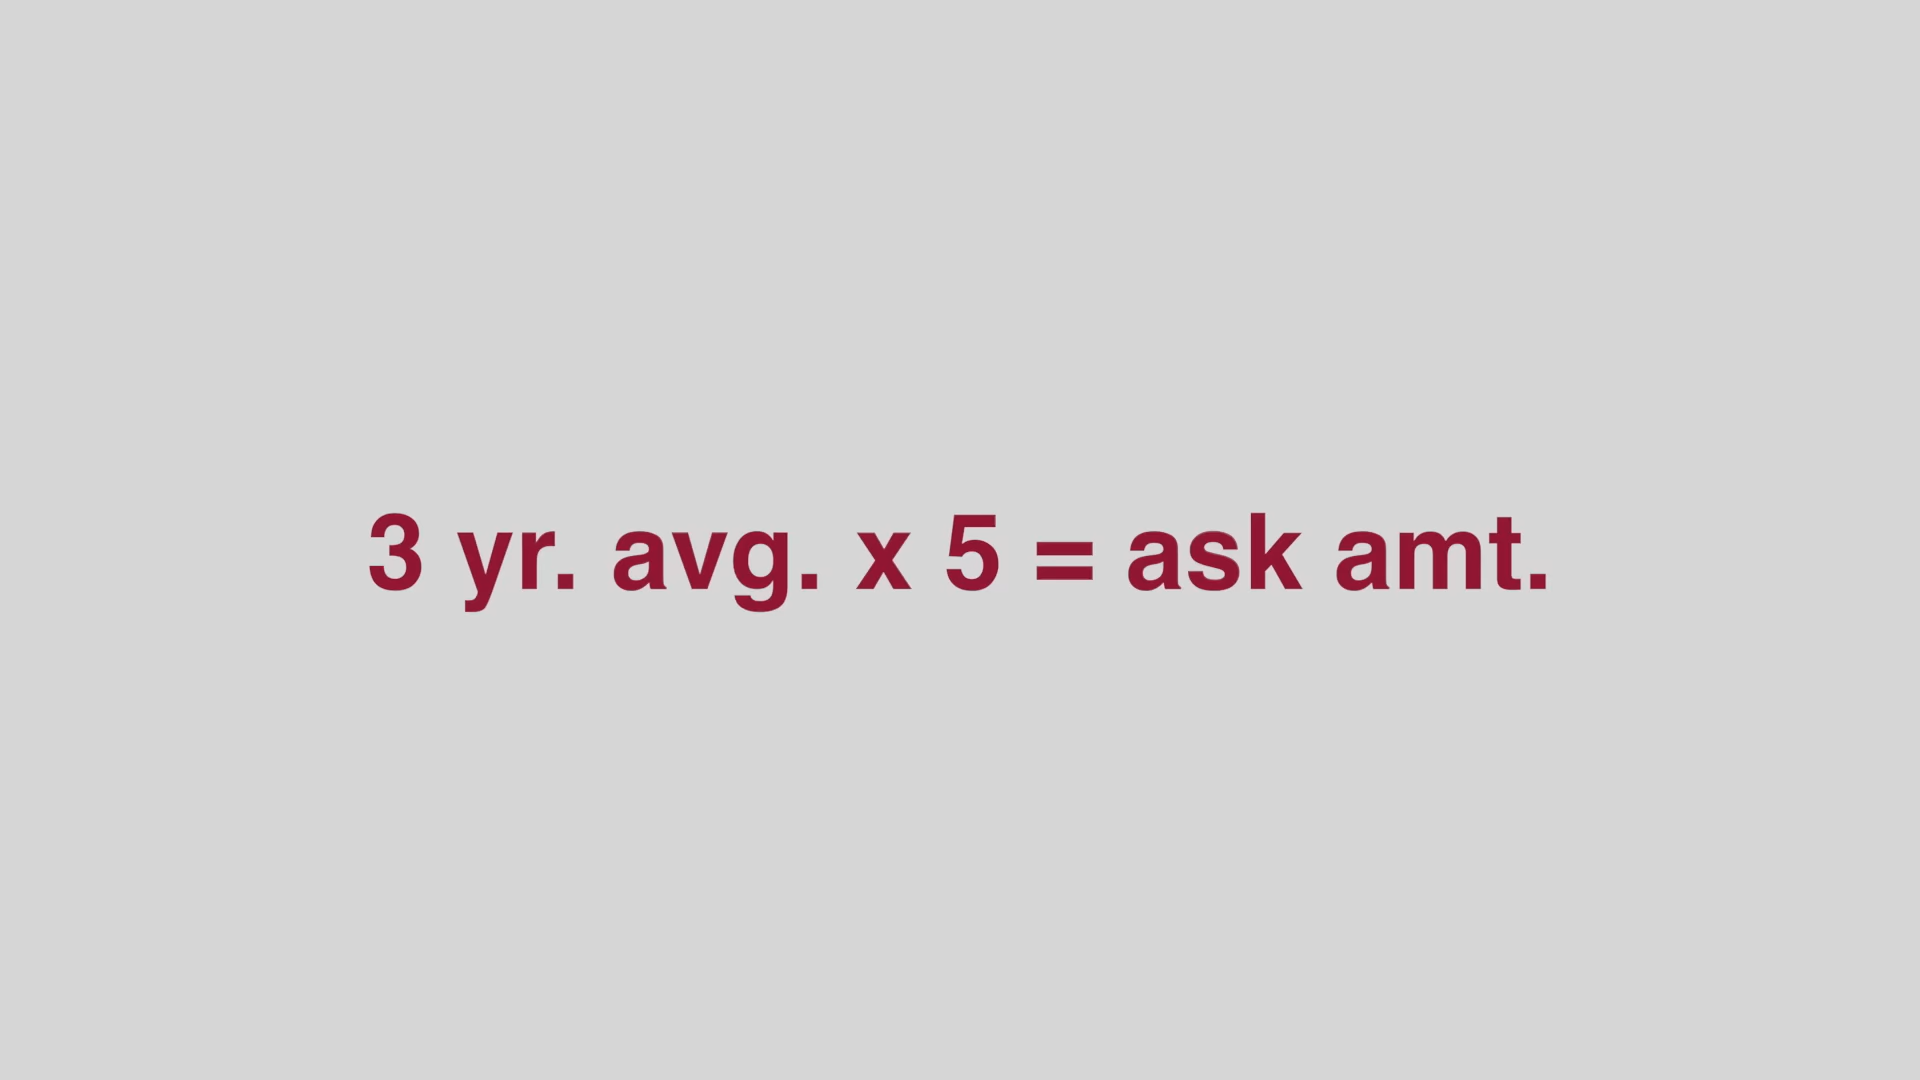 3 yr. avg. x 5 = ask amt.